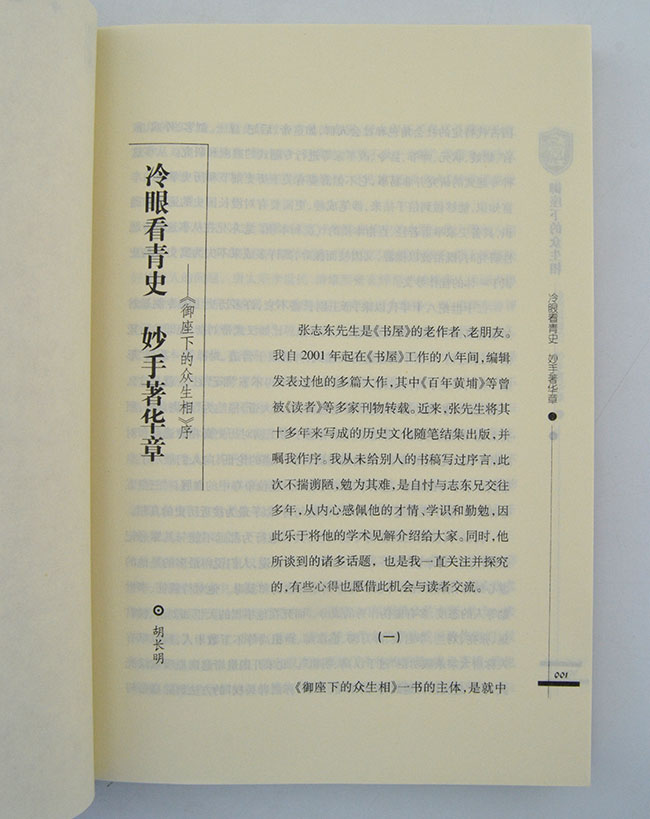 冷眼看青史 妙手著华章
——《御座下的众生相》序
胡长明
张志东先生是《书屋》的老作者、老朋友。
我自2001年起在《书屋》工作的八年间,编辑
发表过他的多篇大作,其中《百年黄埔》等曾
被《读者》等多家刊物转载。近来,张先生将其
十多年来写成的历史文化随笔结集出版,并
嘱我作序。我从未给别人的书稿写过序言,此
次不揣谫陋,勉为其难,是自忖与志东兄交往
多年,从内心感佩他的才情、学识和勤勉,因
此乐于将他的学术见解介绍给大家。同时,他
所谈到的诸多话题,也是我一直关注并探究
的,有些心得也愿借此机会与读者交流。
(一)
《御座下的众生相》一书的主体,是就中
冷眼看青史 妙手著华章
001